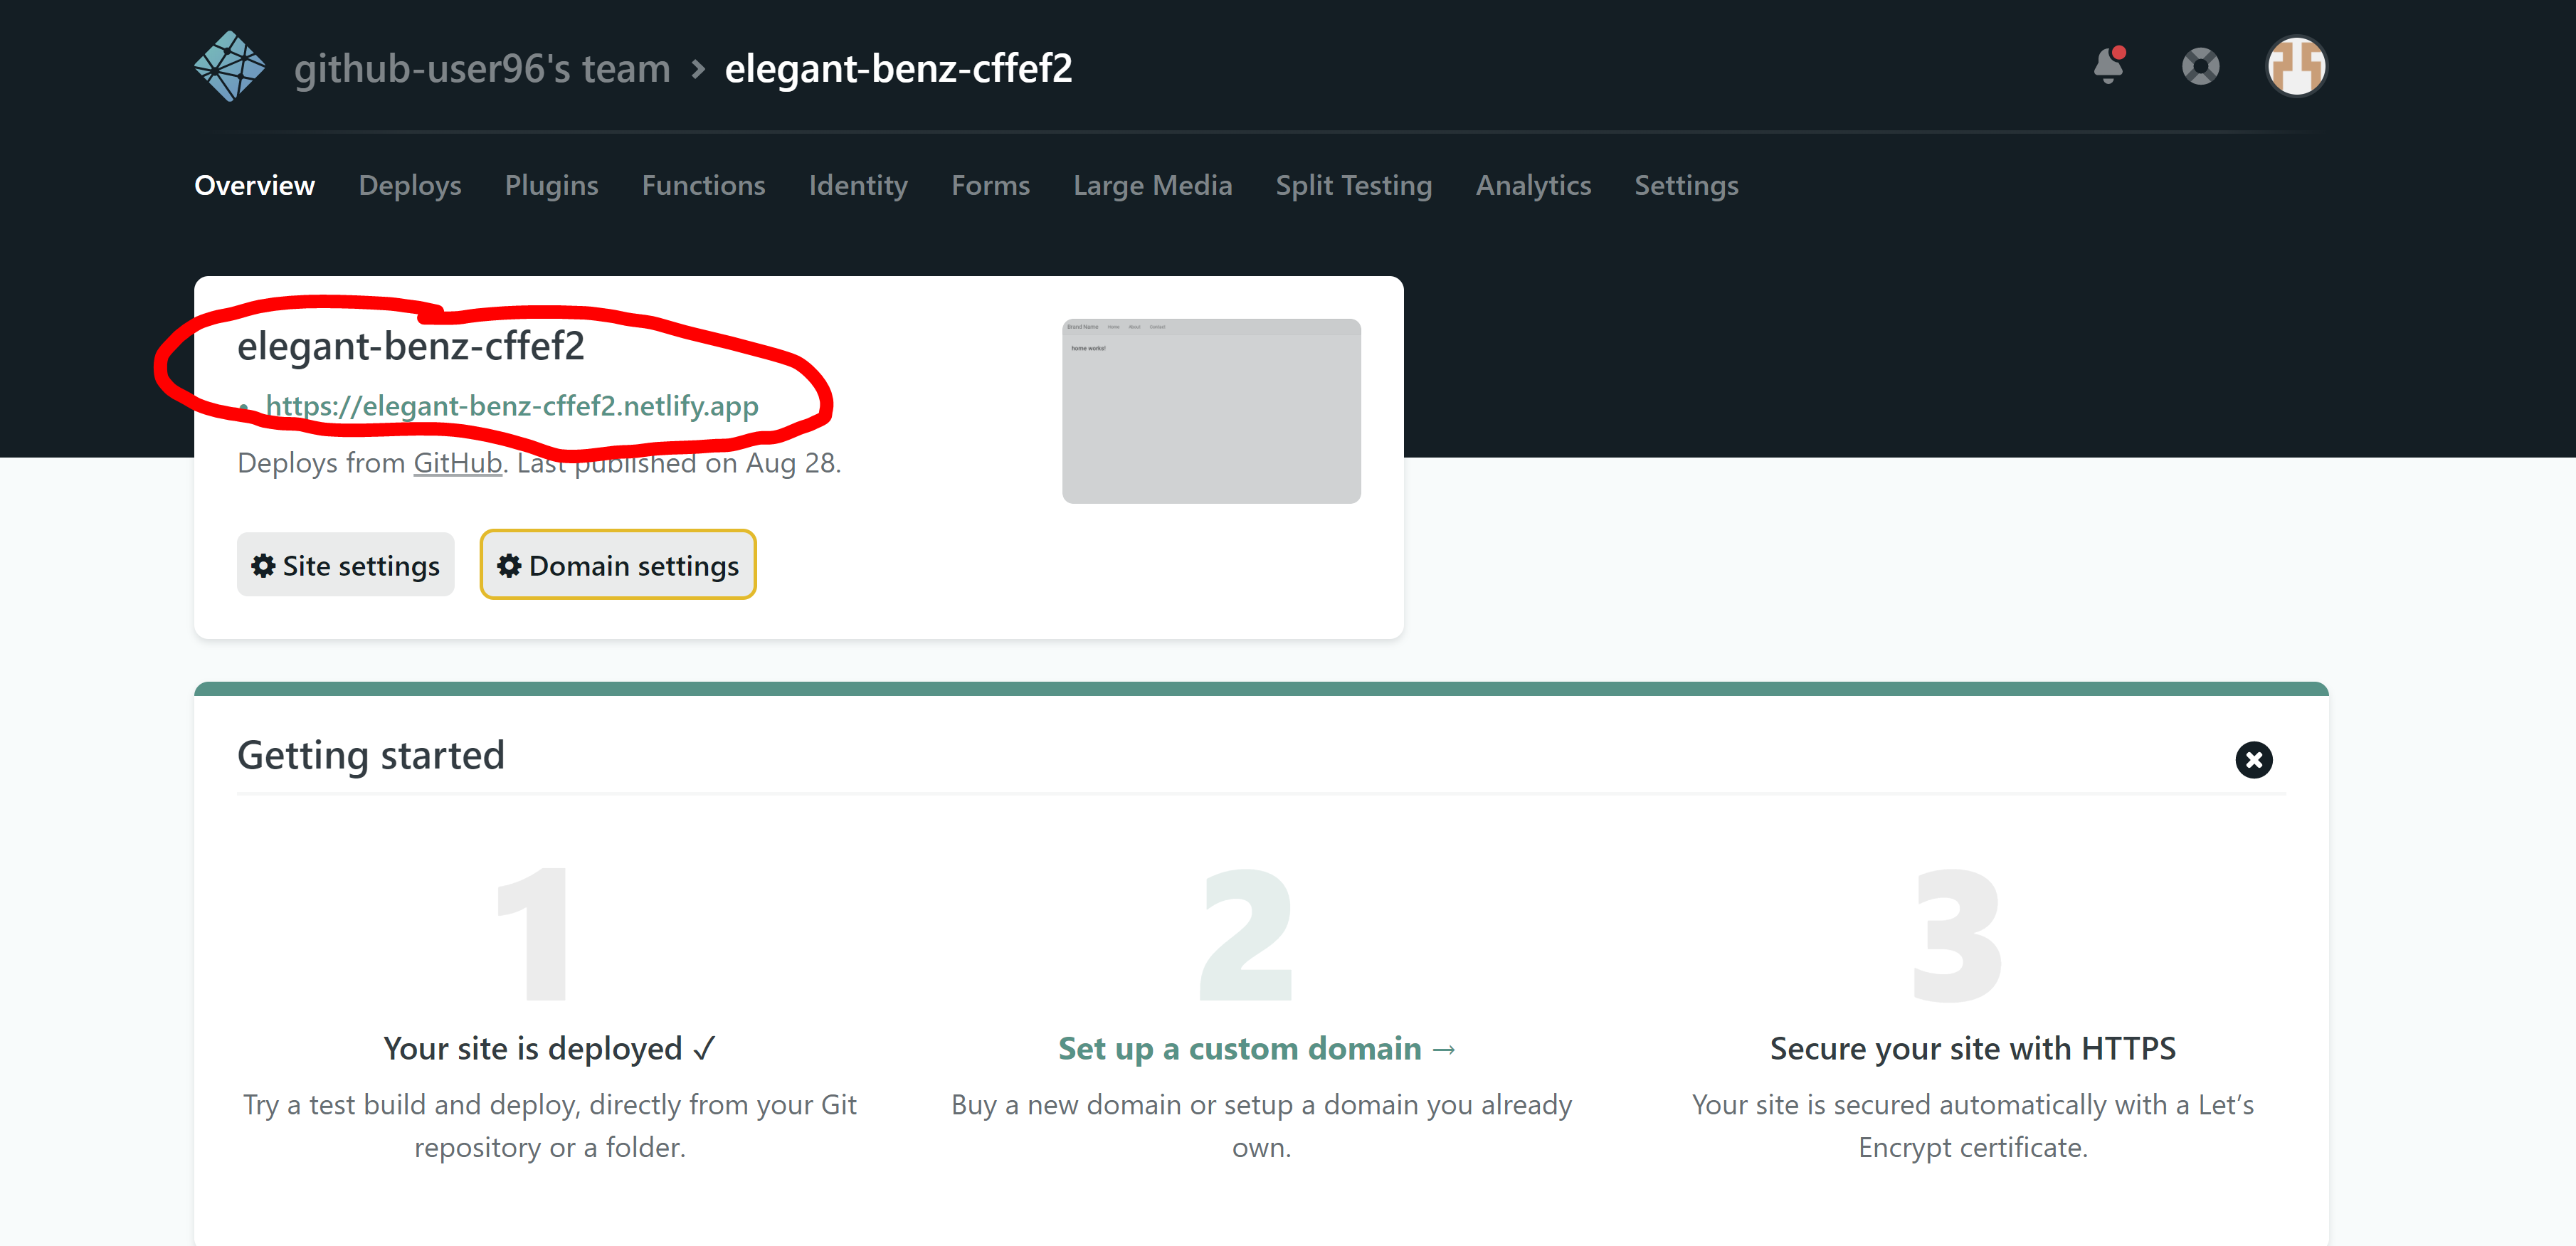 github-user96's team > elegant-benz-cffef2
Overview Deploys Plugins Functions Identity Forms Large Media Split Testing Analytics Settings
elegant-benz-cffef2
• https://elegant-benz-cffef2.netlify.app
Deploys from GitHub. Last published on Aug 28.
Site settings Domain settings
Brand Name Home About Contact
home works!
Getting started
1
Your site is deployed ✓
Try a test build and deploy, directly from your Git
repository or a folder.
2
Set up a custom domain →
Buy a new domain or setup a domain you already
own.
3
Secure your site with HTTPS
Your site is secured automatically with a Let’s
Encrypt certificate.